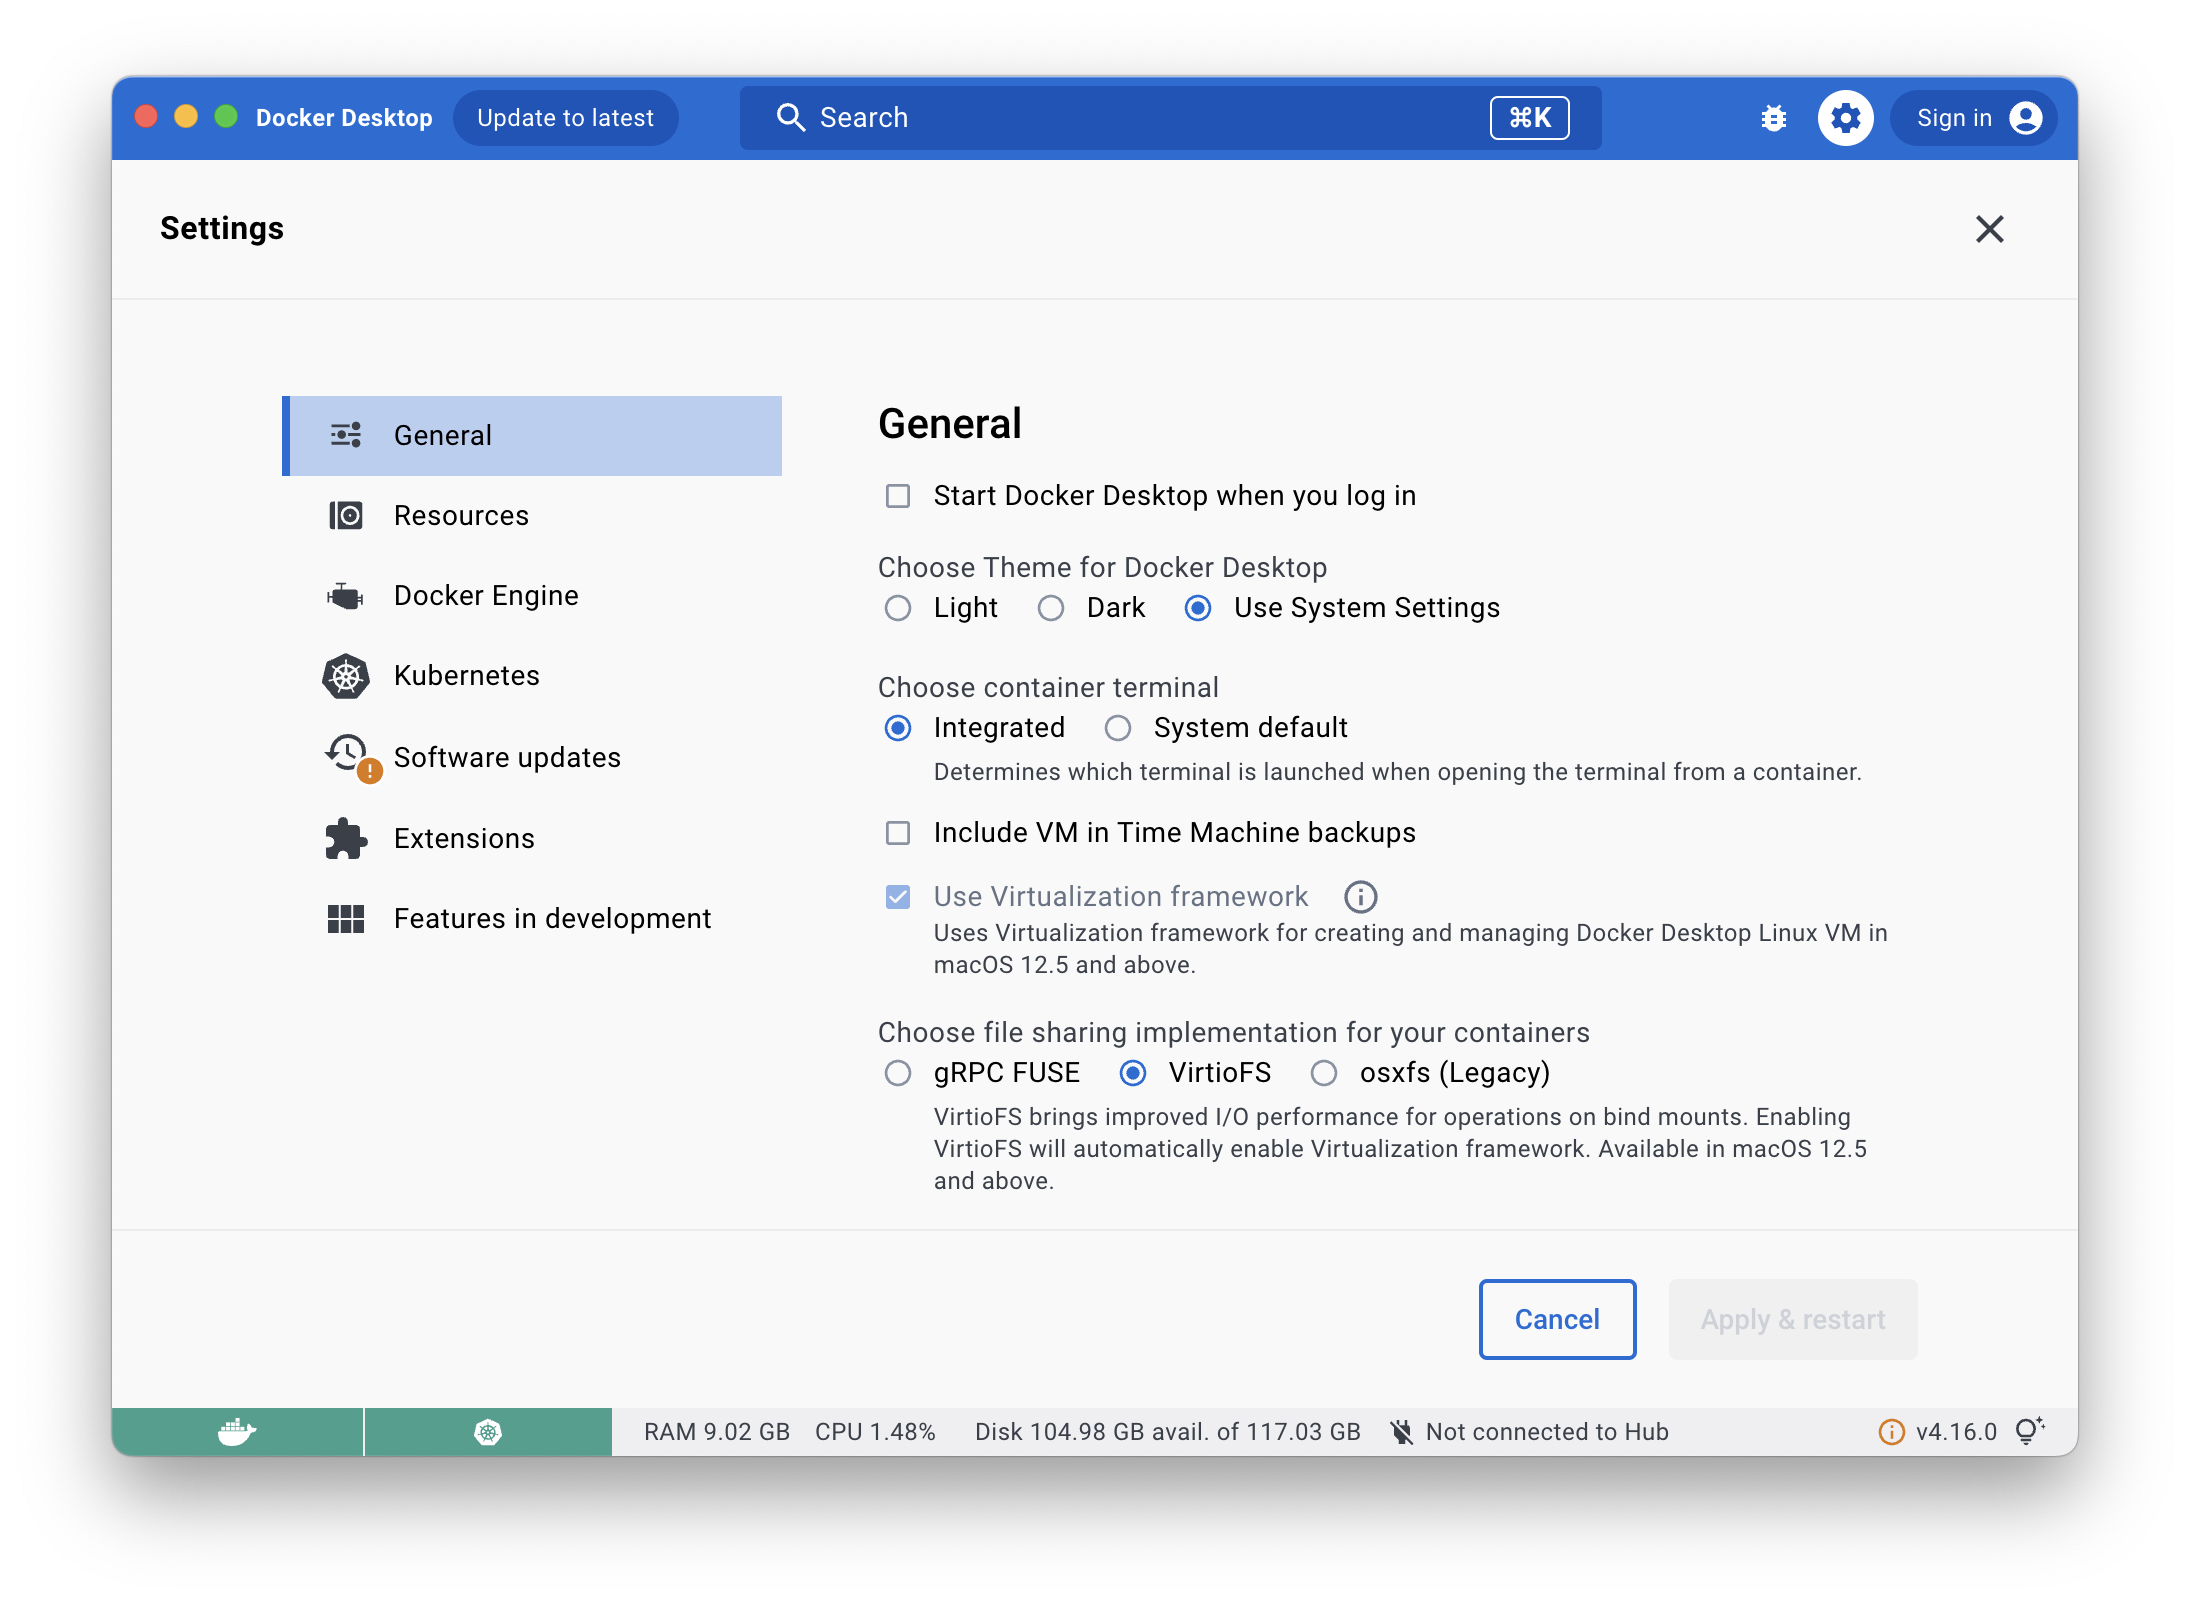 Docker Desktop
Update to latest
Search
⌘K
Sign in
Settings
General
Resources
Docker Engine
Kubernetes
Software updates
Extensions
Features in development
General
Start Docker Desktop when you log in
Choose Theme for Docker Desktop
Light Dark Use System Settings
Choose container terminal
Integrated System default
Determines which terminal is launched when opening the terminal from a container.
Include VM in Time Machine backups
Use Virtualization framework
Uses Virtualization framework for creating and managing Docker Desktop Linux VM in
macOS 12.5 and above.
Choose file sharing implementation for your containers
gRPC FUSE VirtioFS osxfs (Legacy)
VirtioFS brings improved I/O performance for operations on bind mounts. Enabling
VirtioFS will automatically enable Virtualization framework. Available in macOS 12.5
and above.
Cancel
Apply & restart
RAM 9.02 GB CPU 1.48% Disk 104.98 GB avail. of 117.03 GB Not connected to Hub v4.16.0